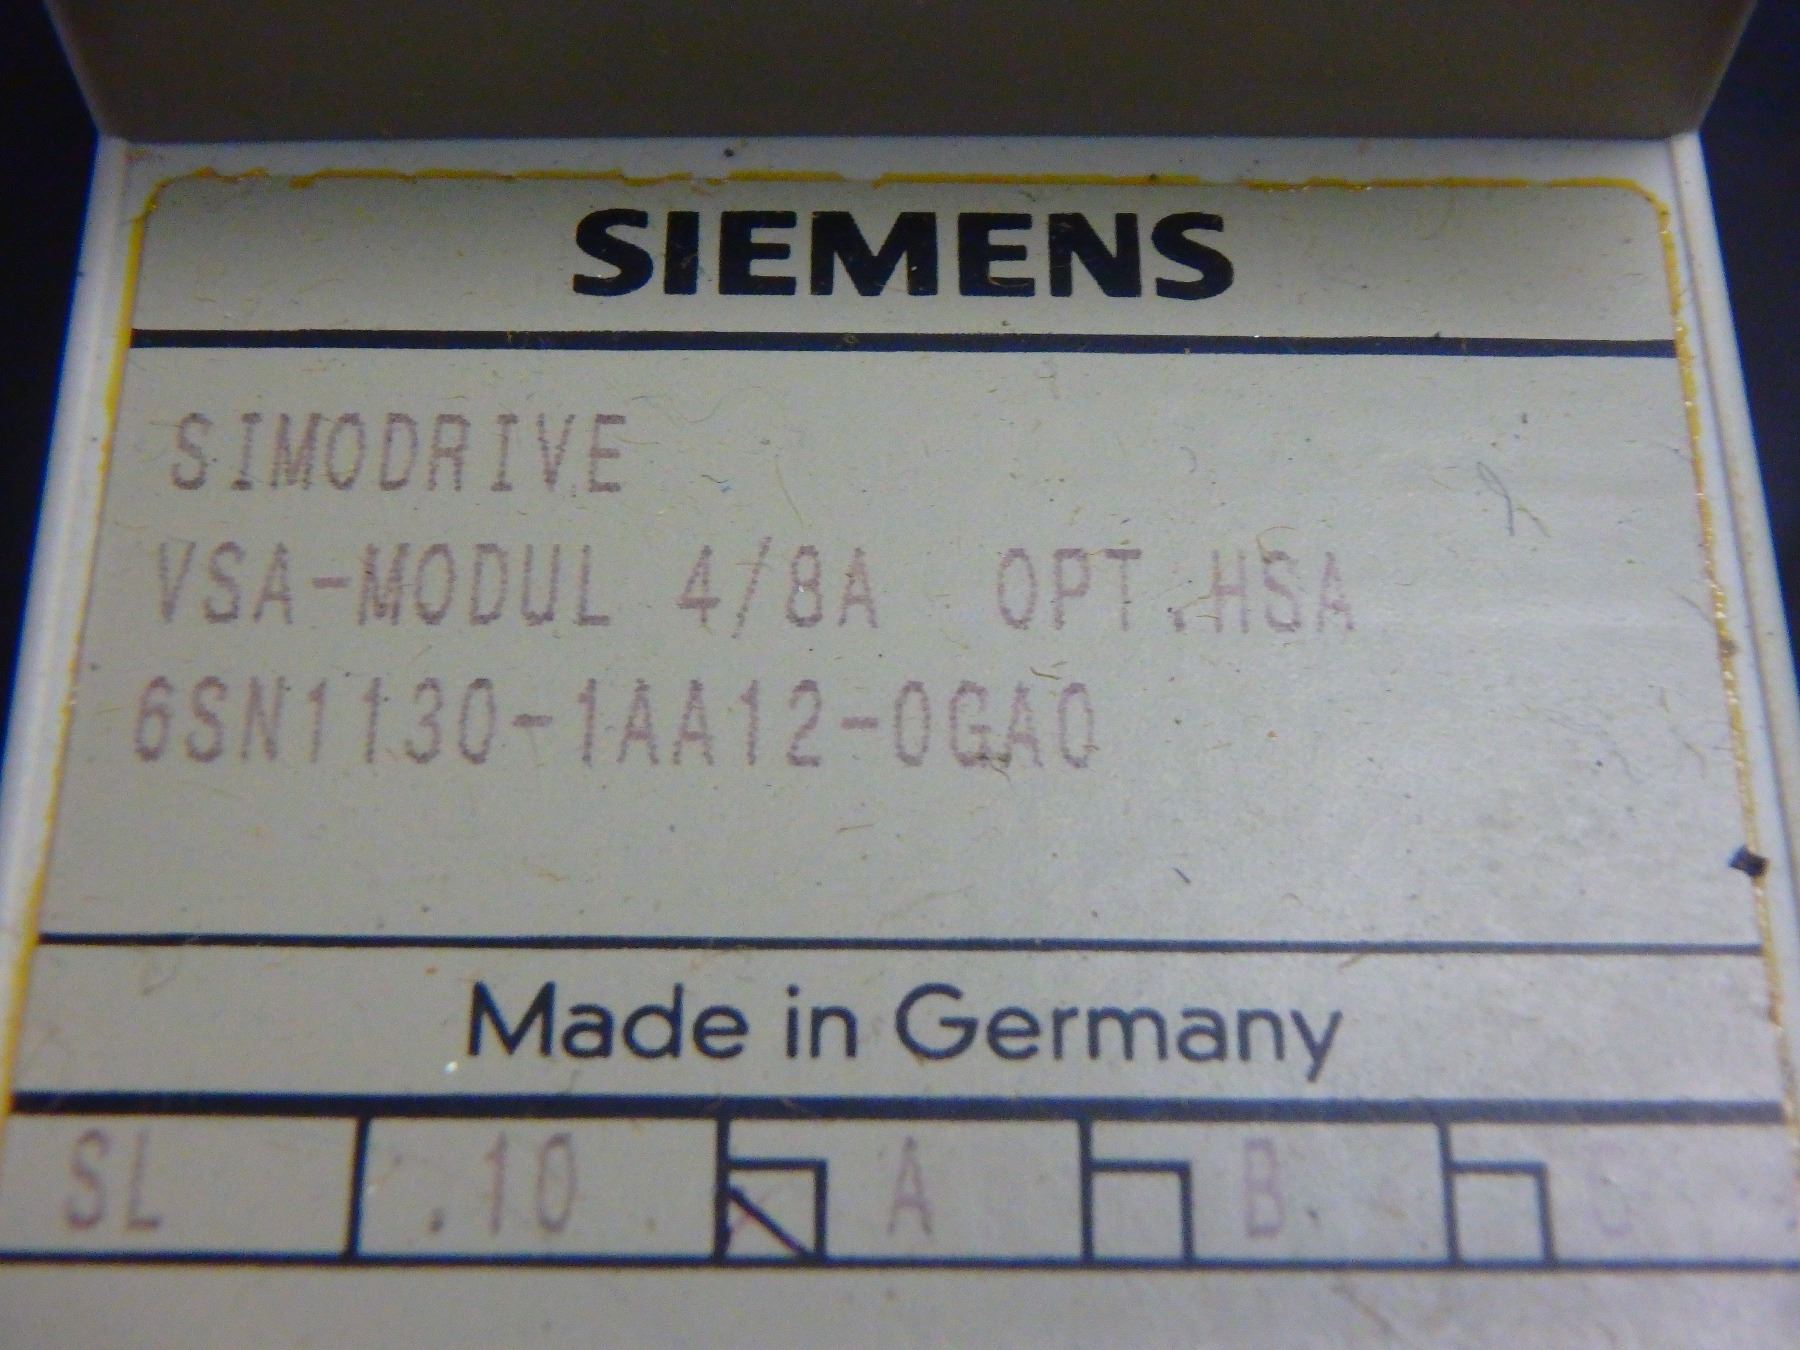 SIEMENS
SIMODRIVE
VSA-MODUL 4/8A OPT.HSA
6SN1130-1AA12-0GA0
Made in Germany
SL .10 A B